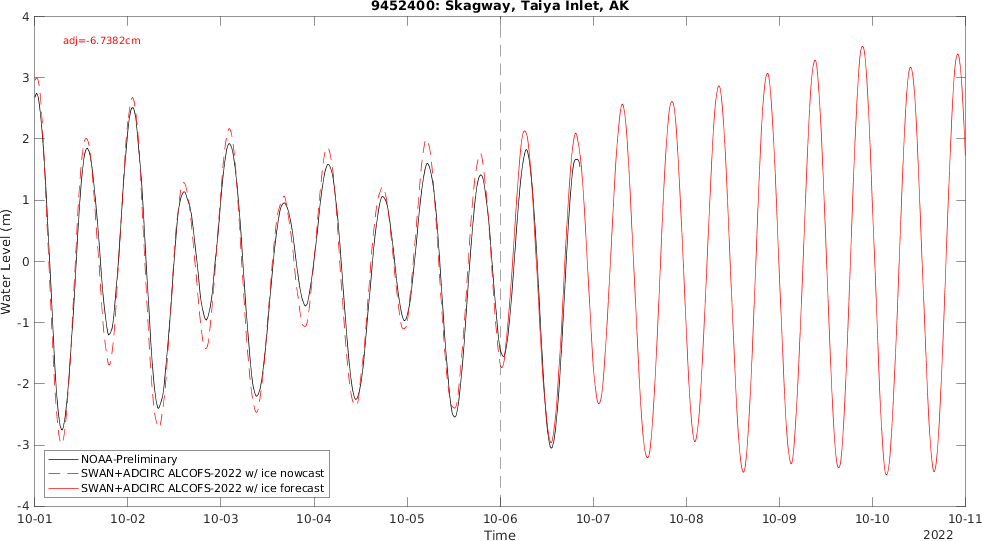 9452400: Skagway, Taiya Inlet, AK
adj=-6.7382cm
Water Level (m)
4
3
2
1
0
-1
-2
-3
-4
NOAA-Preliminary
SWAN+ADCIRC ALCOFS-2022 w/ ice nowcast
SWAN+ADCIRC ALCOFS-2022 w/ ice forecast
10-01 10-02 10-03 10-04 10-05 10-06 10-07 10-08 10-09 10-10 10-11
Time
2022